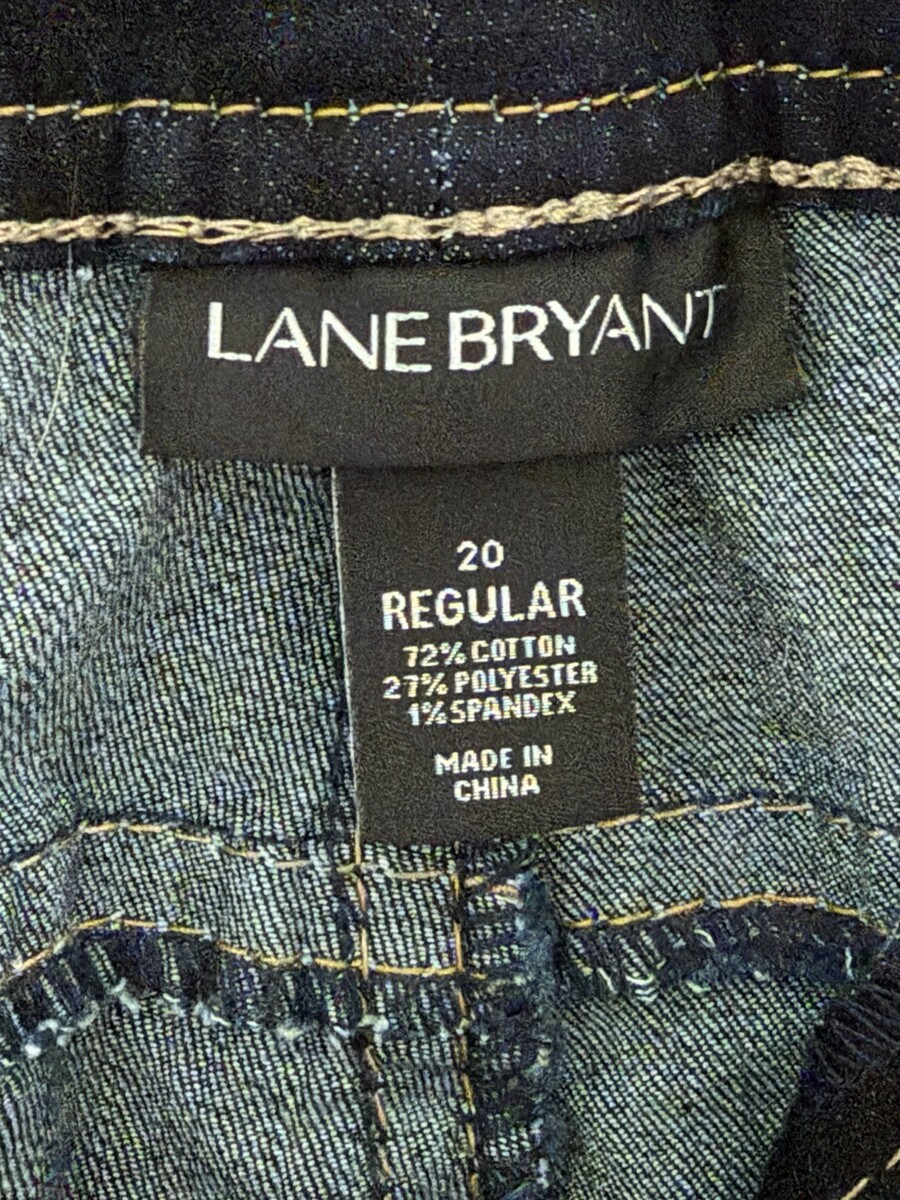 LANE BRYANT
20
REGULAR
72% COTTON
27% POLYESTER
1% SPANDEX
MADE IN
CHINA